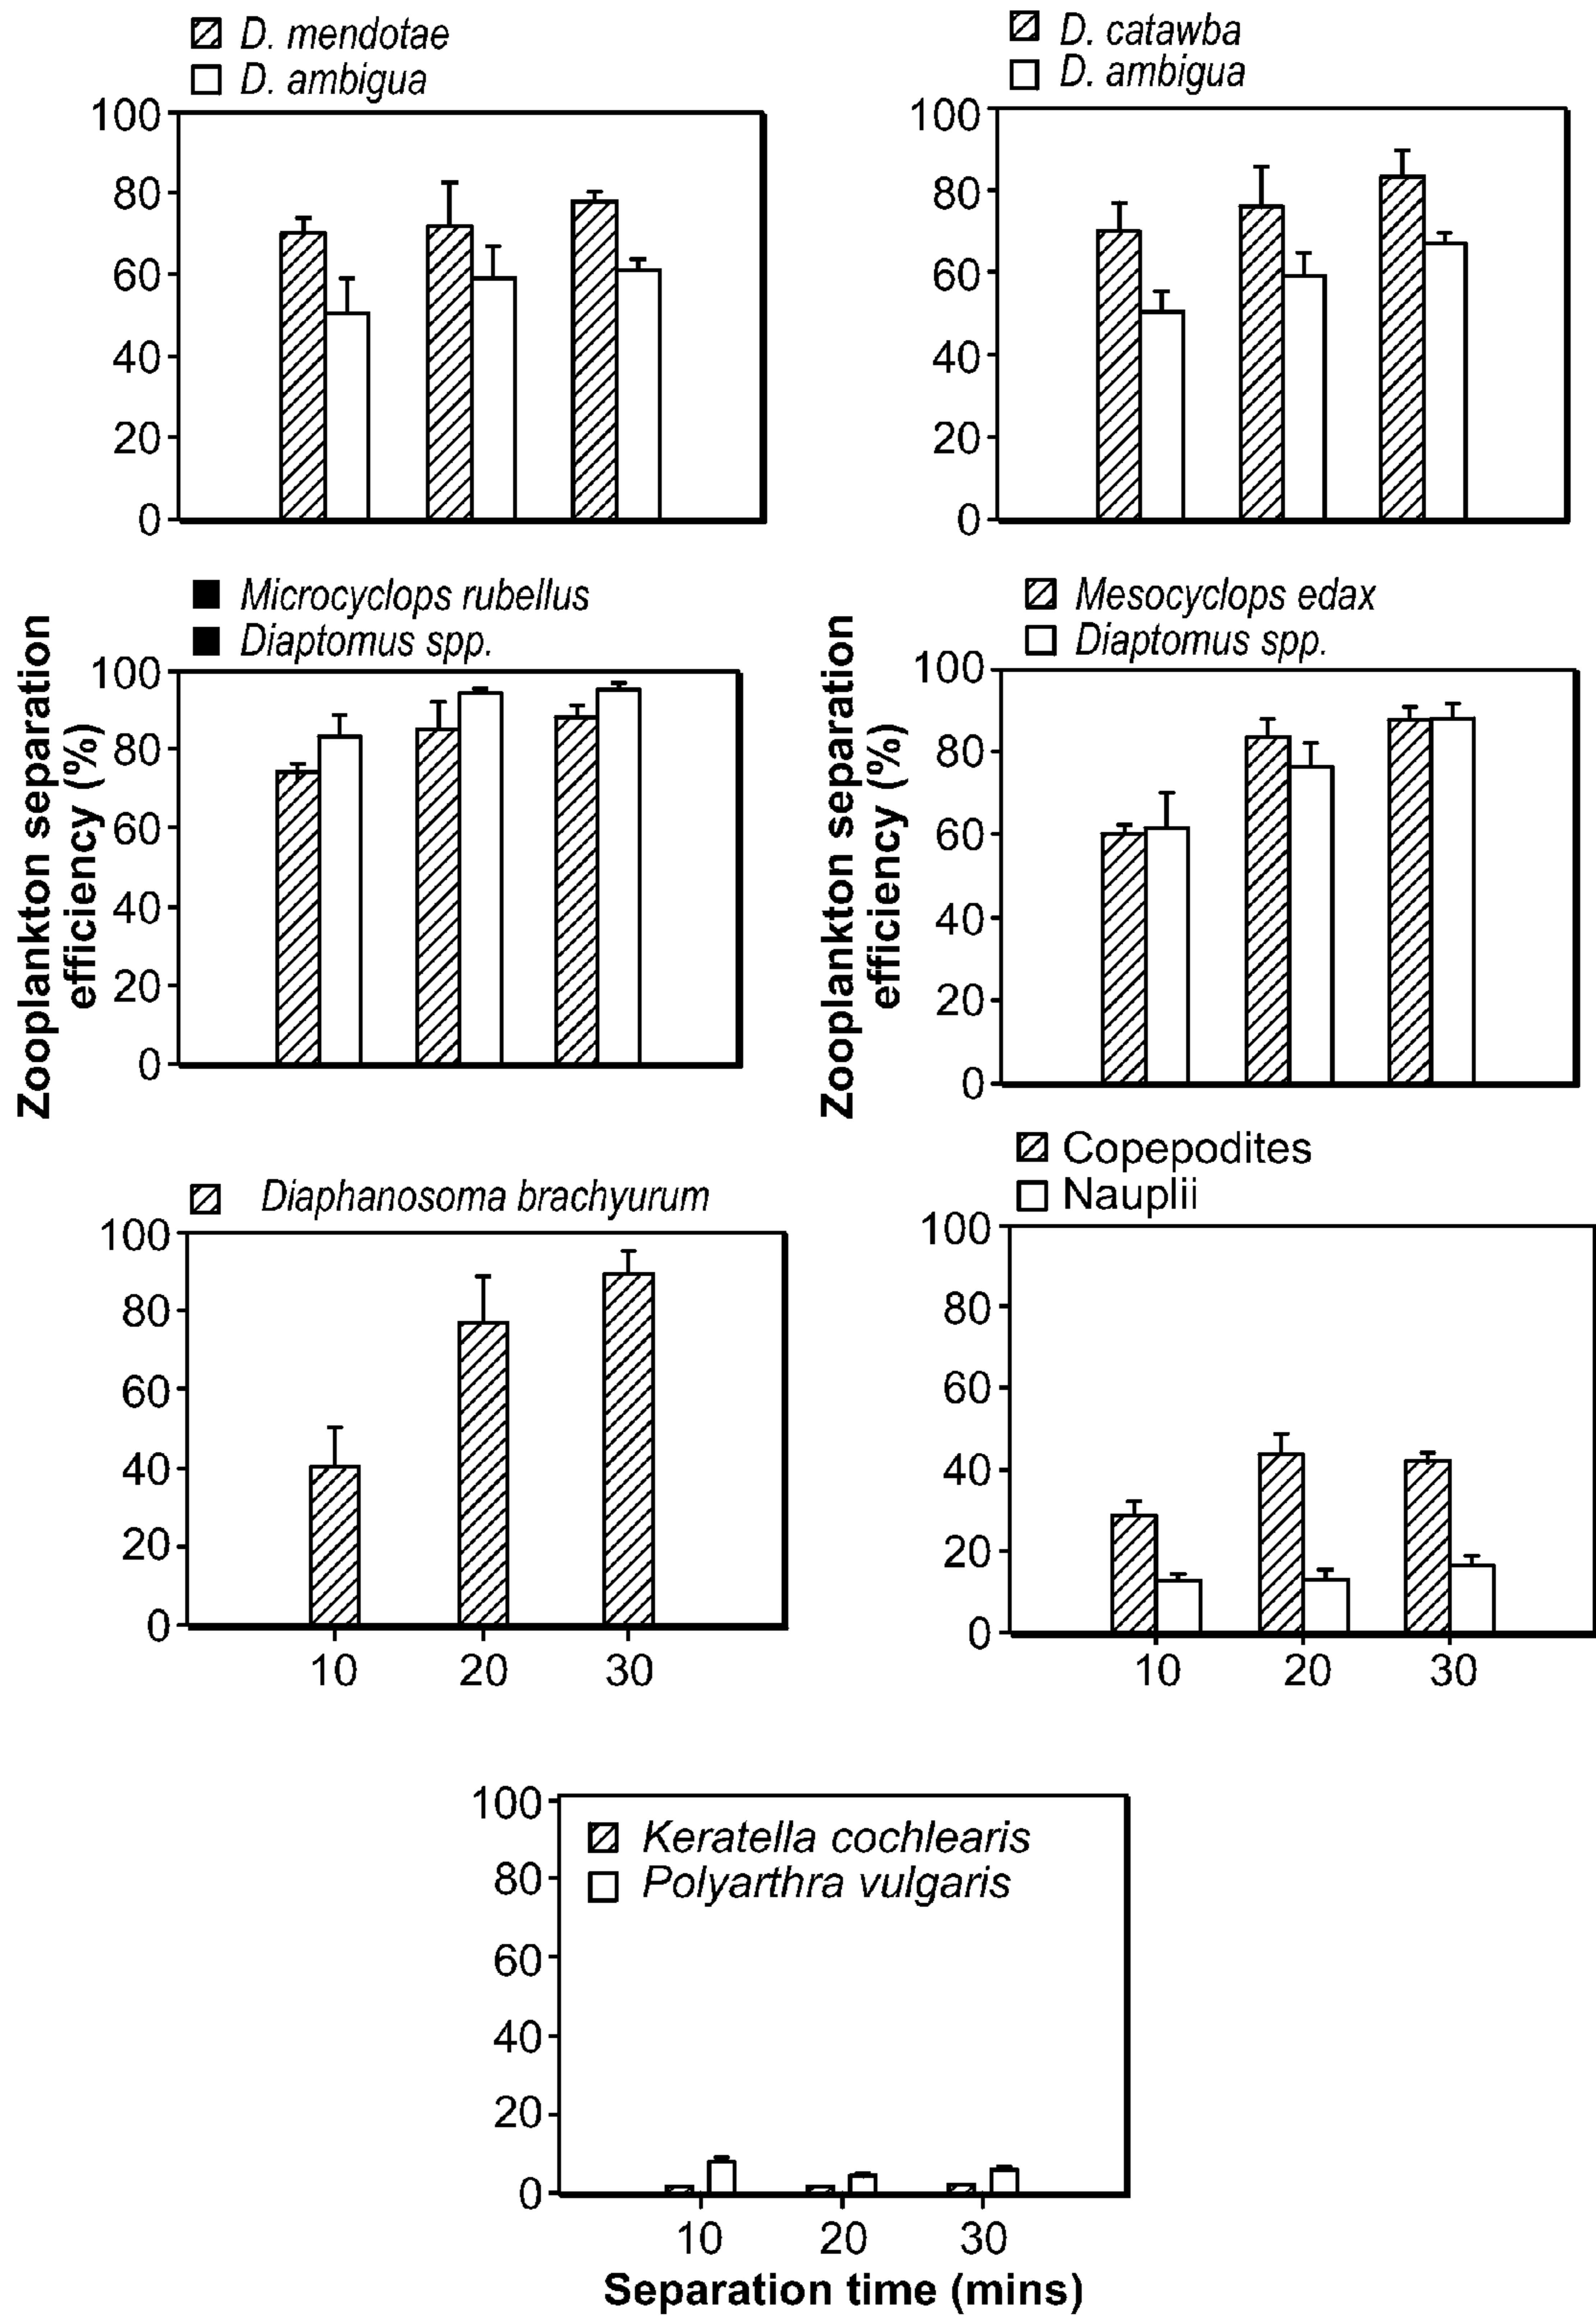 D. mendotae
D. ambigua
100
80
60
40
20
0
D. catawba
D. ambigua
100
80
60
40
20
0
Zooplankton separation
efficiency (%)
Microcyclops rubellus
Diaptomus spp.
100
80
60
40
20
0
Zooplankton separation
efficiency (%)
Mesocyclops edax
Diaptomus spp.
100
80
60
40
20
0
Diaphanosoma brachyurum
100
80
60
40
20
0
10 20 30
Copepodites
Nauplii
100
80
60
40
20
0
10 20 30
Keratella cochlearis
Polyarthra vulgaris
100
80
60
40
20
0
10 20 30
Separation time (mins)